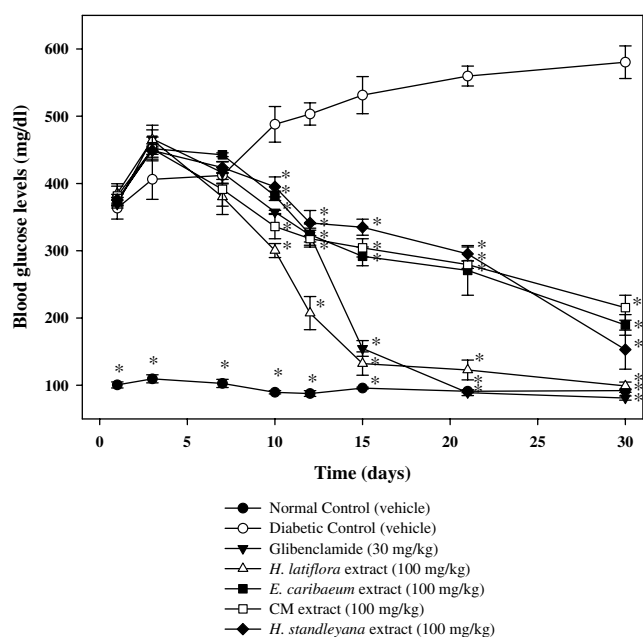 Blood glucose levels (mg/dl)
600
500
400
300
200
100
* * * * * * * * * * * * * * * * * * * * * * * * * * * * * * * * *
0 5 10 15 20 25 30
Time (days)
Normal Control (vehicle)
Diabetic Control (vehicle)
Glibenclamide (30 mg/kg)
H. latiflora extract (100 mg/kg)
E. caribaeum extract (100 mg/kg)
CM extract (100 mg/kg)
H. standleyana extract (100 mg/kg)